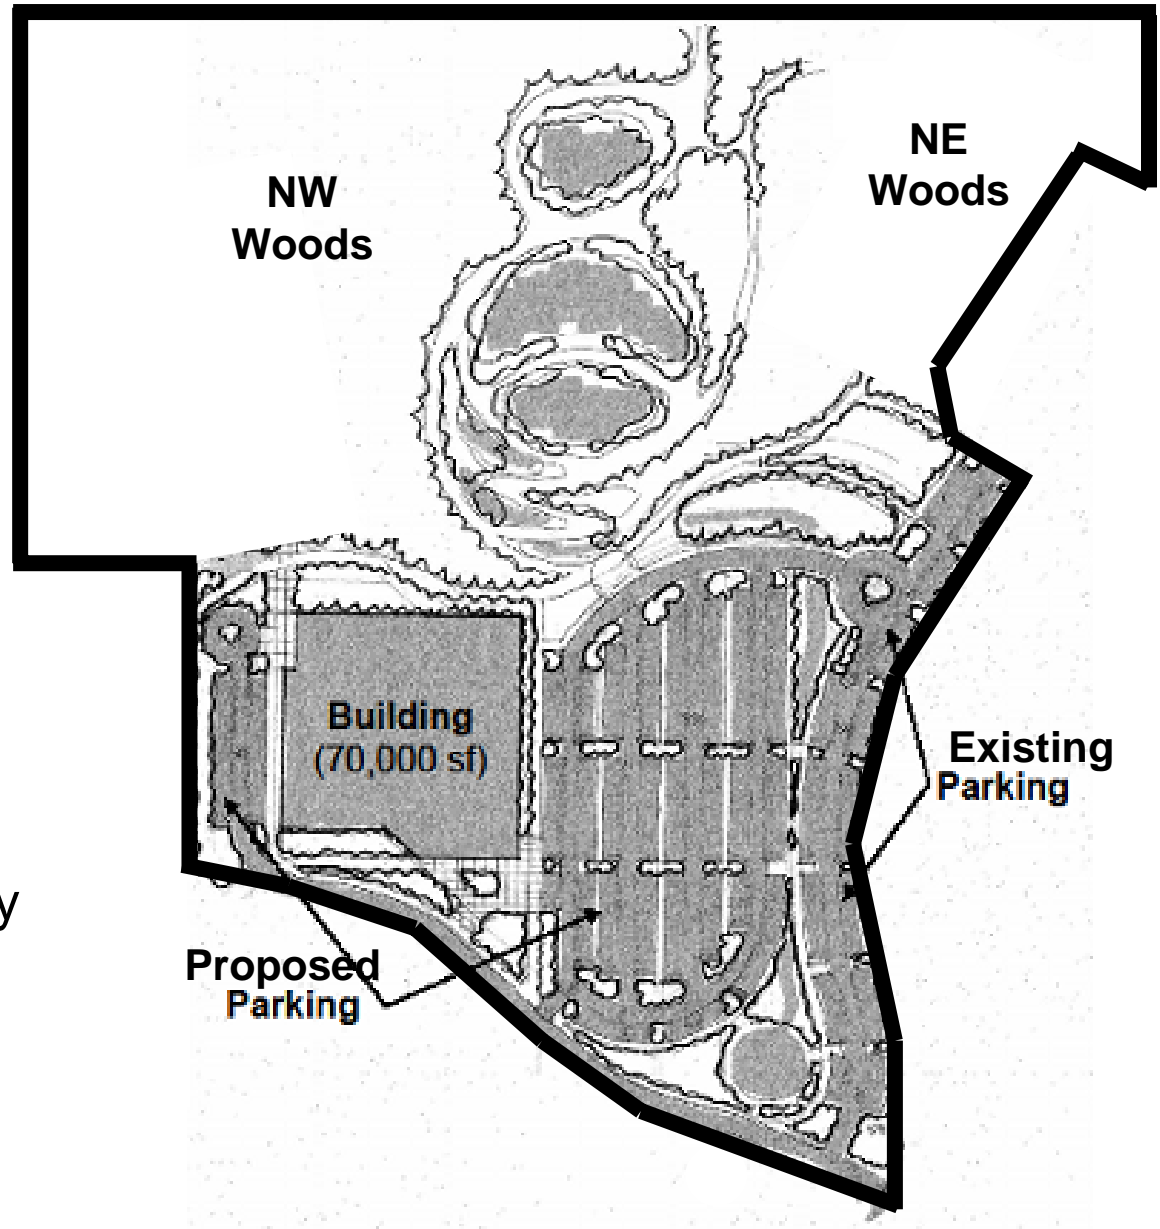 NE
Woods
NW
Woods
Building
(70,000 sf)
Existing
Parking
y
Proposed
Parking